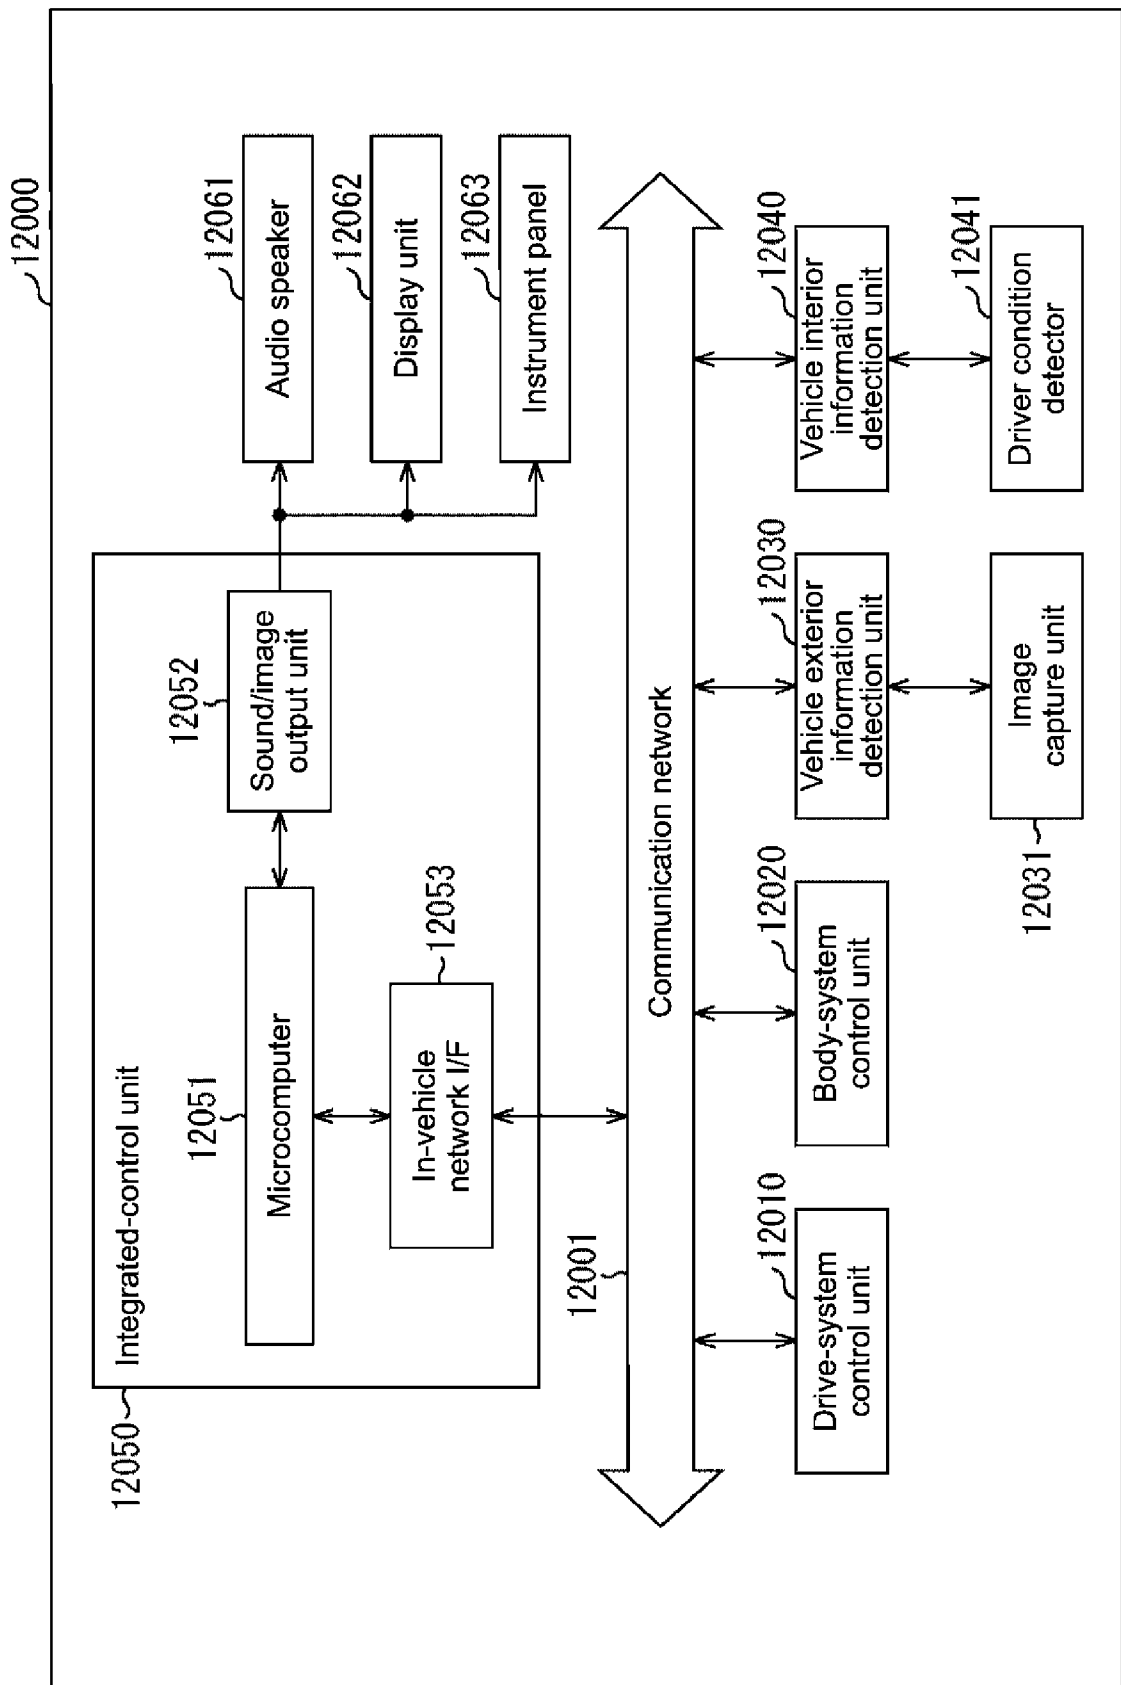 12000
12050
Integrated-control unit
12051
Microcomputer
12052
Sound/image
output unit
12053
In-vehicle
network I/F
12061
Audio speaker
12062
Display unit
12063
Instrument panel
12001
Communication network
12010
Drive-system
control unit
12020
Body-system
control unit
12030
Vehicle exterior
information
detection unit
12040
Vehicle interior
information
detection unit
12031
Image
capture unit
12041
Driver condition
detector